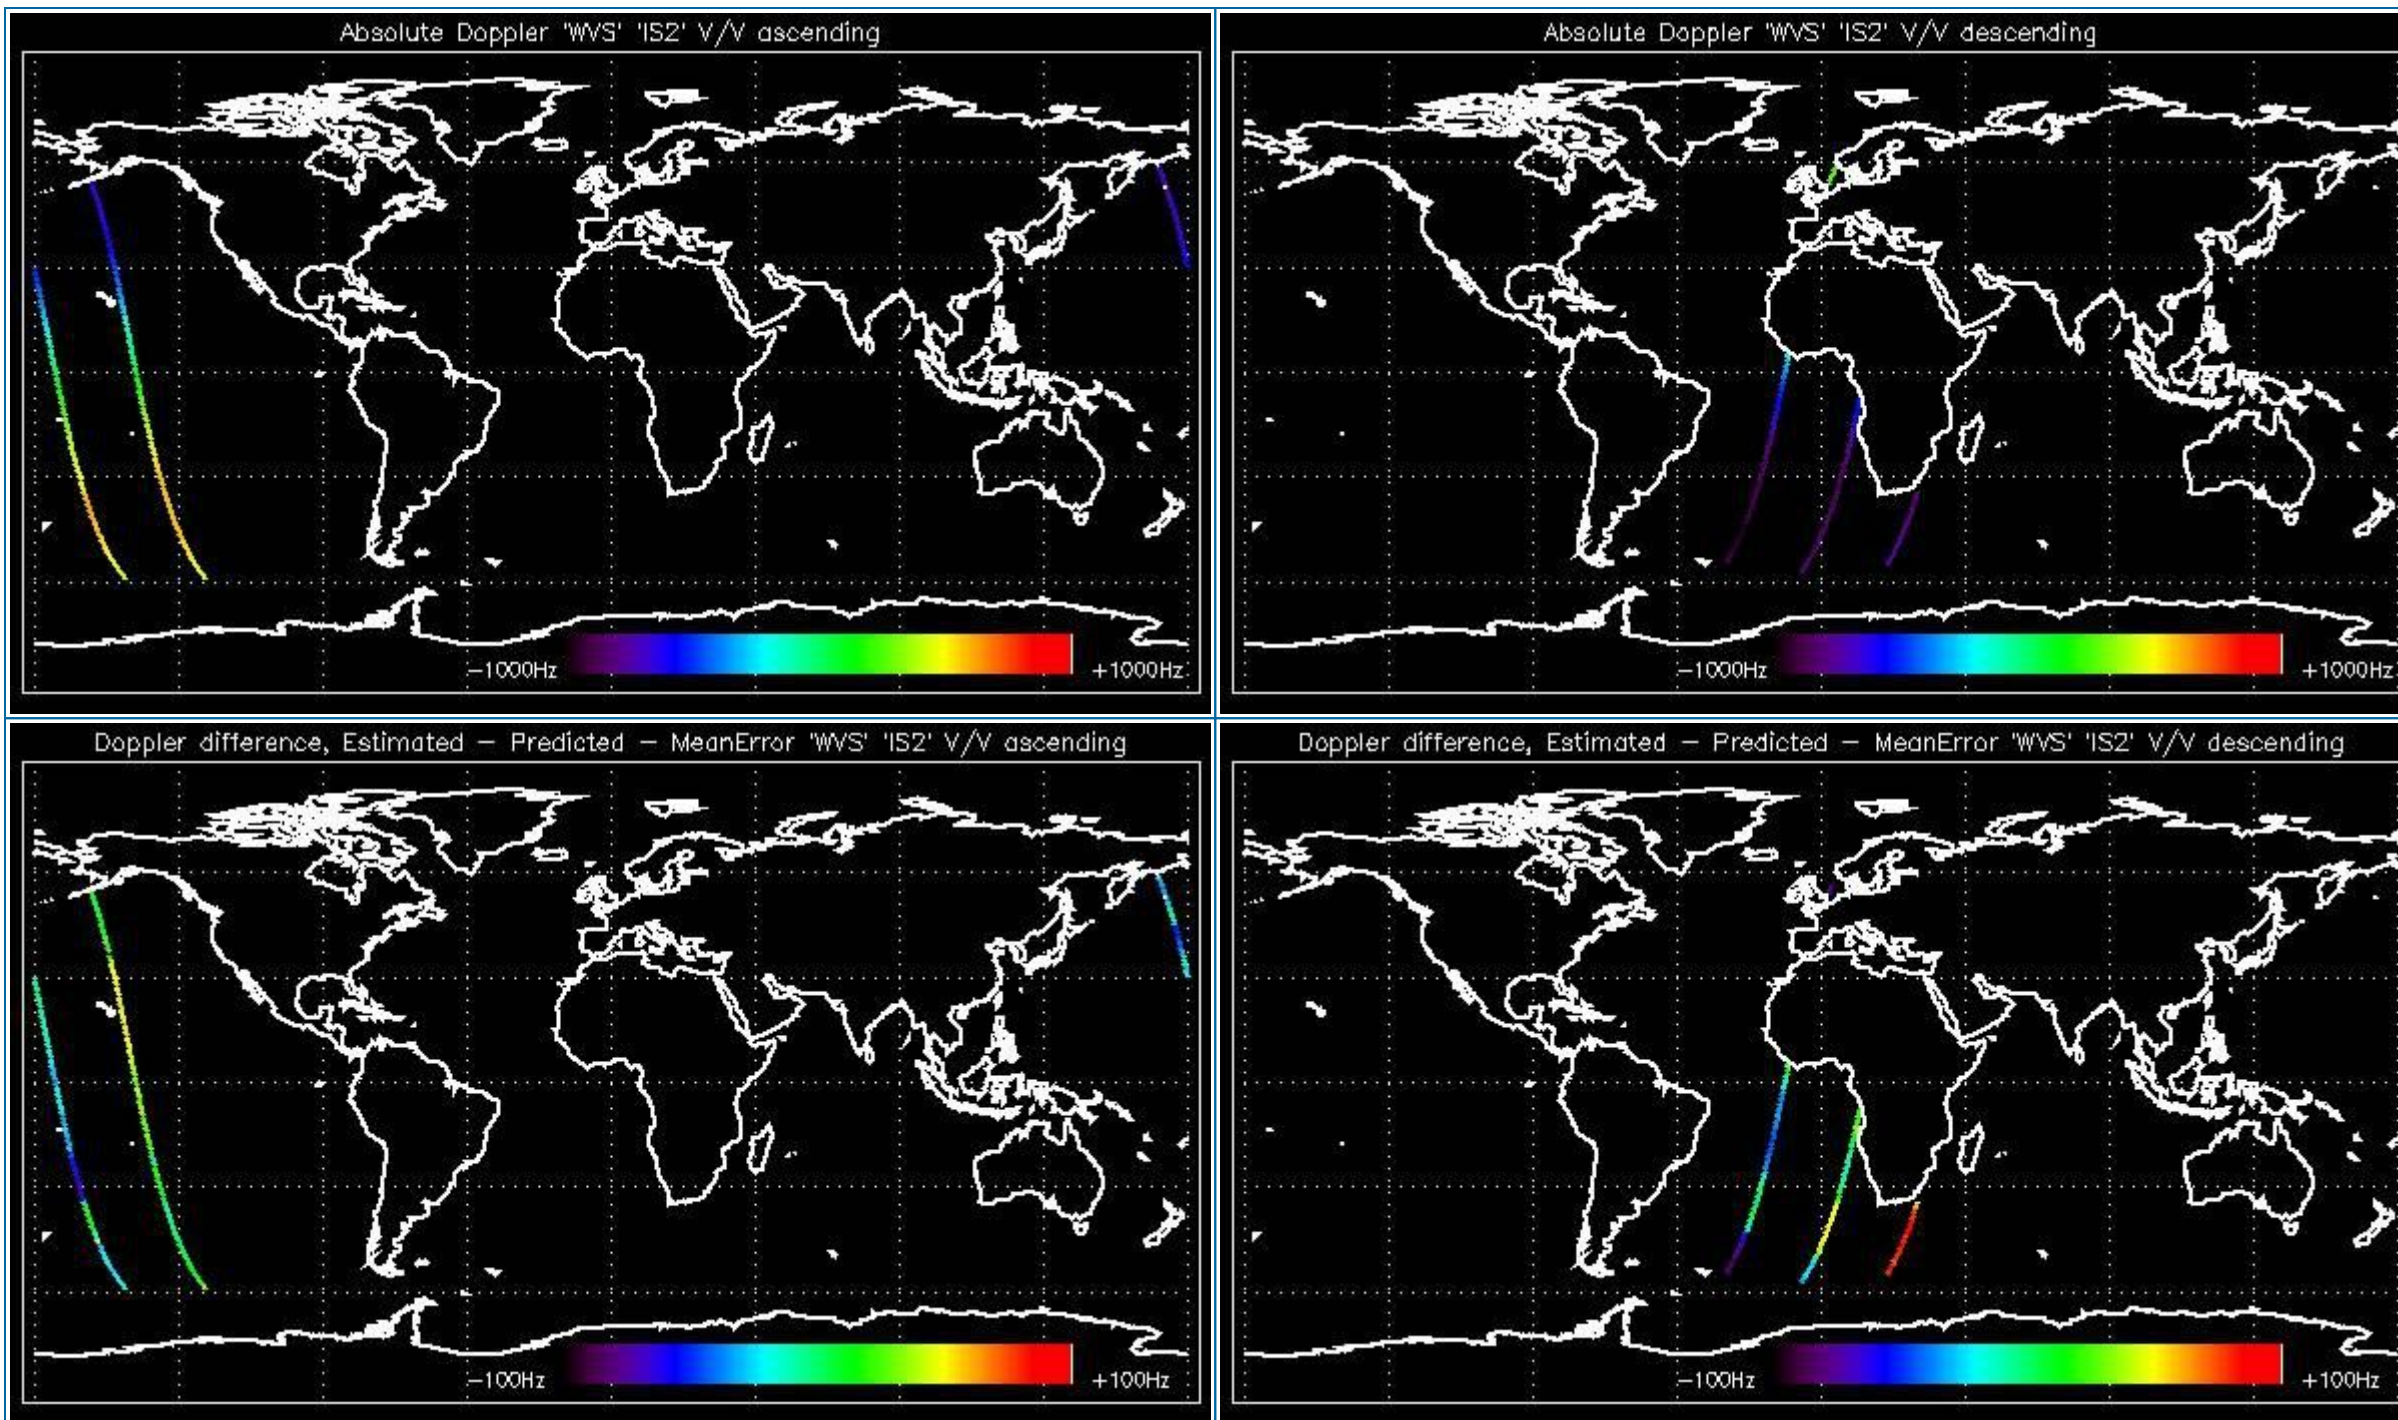 Absolute Doppler 'WVS' 'IS2' V/V ascending
-1000Hz
+1000Hz
Absolute Doppler 'WVS' 'IS2' V/V descending
-1000Hz
+1000Hz
Doppler difference, Estimated - Predicted - MeanError 'WVS' 'IS2' V/V ascending
-100Hz
+100Hz
Doppler difference, Estimated - Predicted - MeanError 'WVS' 'IS2' V/V descending
-100Hz
+100Hz